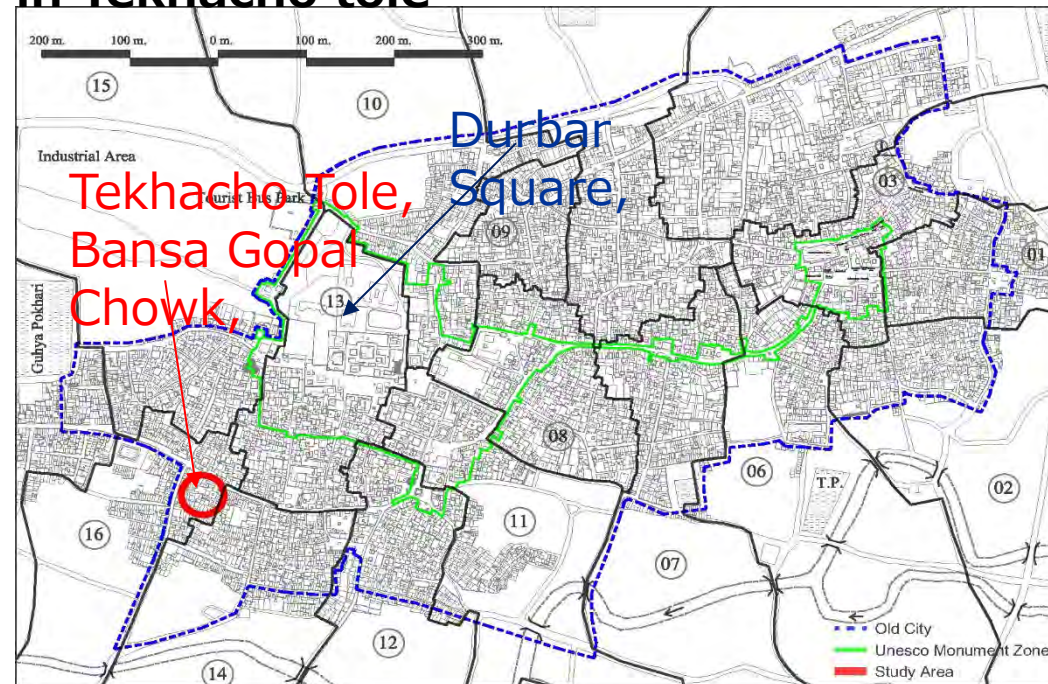 in Tekhacho tole
200 m. 100 m. 0 m. 100 m. 200 m. 300 m.
15
10
Durbar
Square,
Industrial Area
Tourist Bus Park
Tekhacho Tole,
Bansa Gopal
Chowk,
03
09
01
13
Guhya Pokhari
08
06
T.P.
02
11
16
07
12
14
Old City
Unesco Monument Zone
Study Area